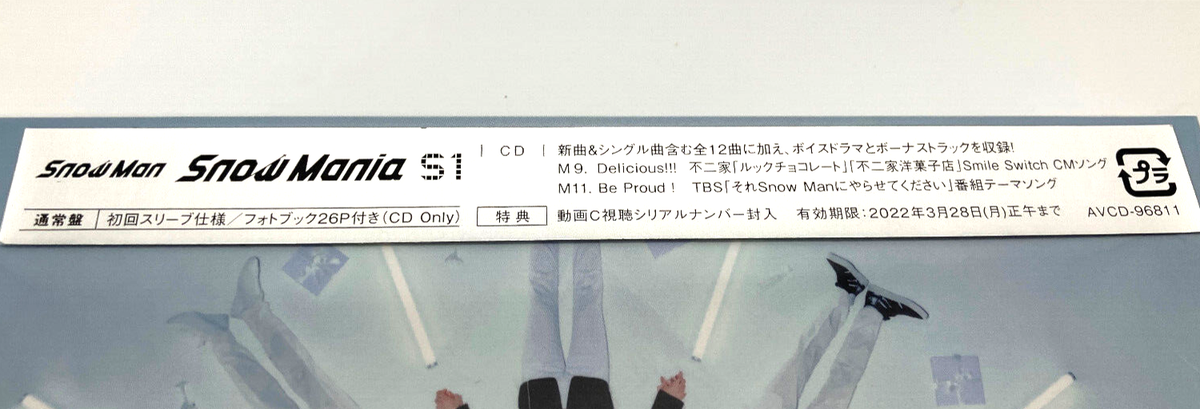 Snow Man Snow Mania S1
通常盤 初回スリーブ仕様/フォトブック26P付き(CD Only)
CD 新曲&シングル曲含む全12曲に加え、ボイスドラマとボーナストラックを収録!
M 9. Delicious!!! 不二家「ルックチョコレート」「不二家洋菓子店」Smile Switch CMソング
M11. Be Proud! TBS「それSnow Manにやらせてください」番組テーマソング
特典 動画C視聴シリアルナンバー封入 有効期限:2022年3月28日(月)正午まで
プラ
AVCD-96811